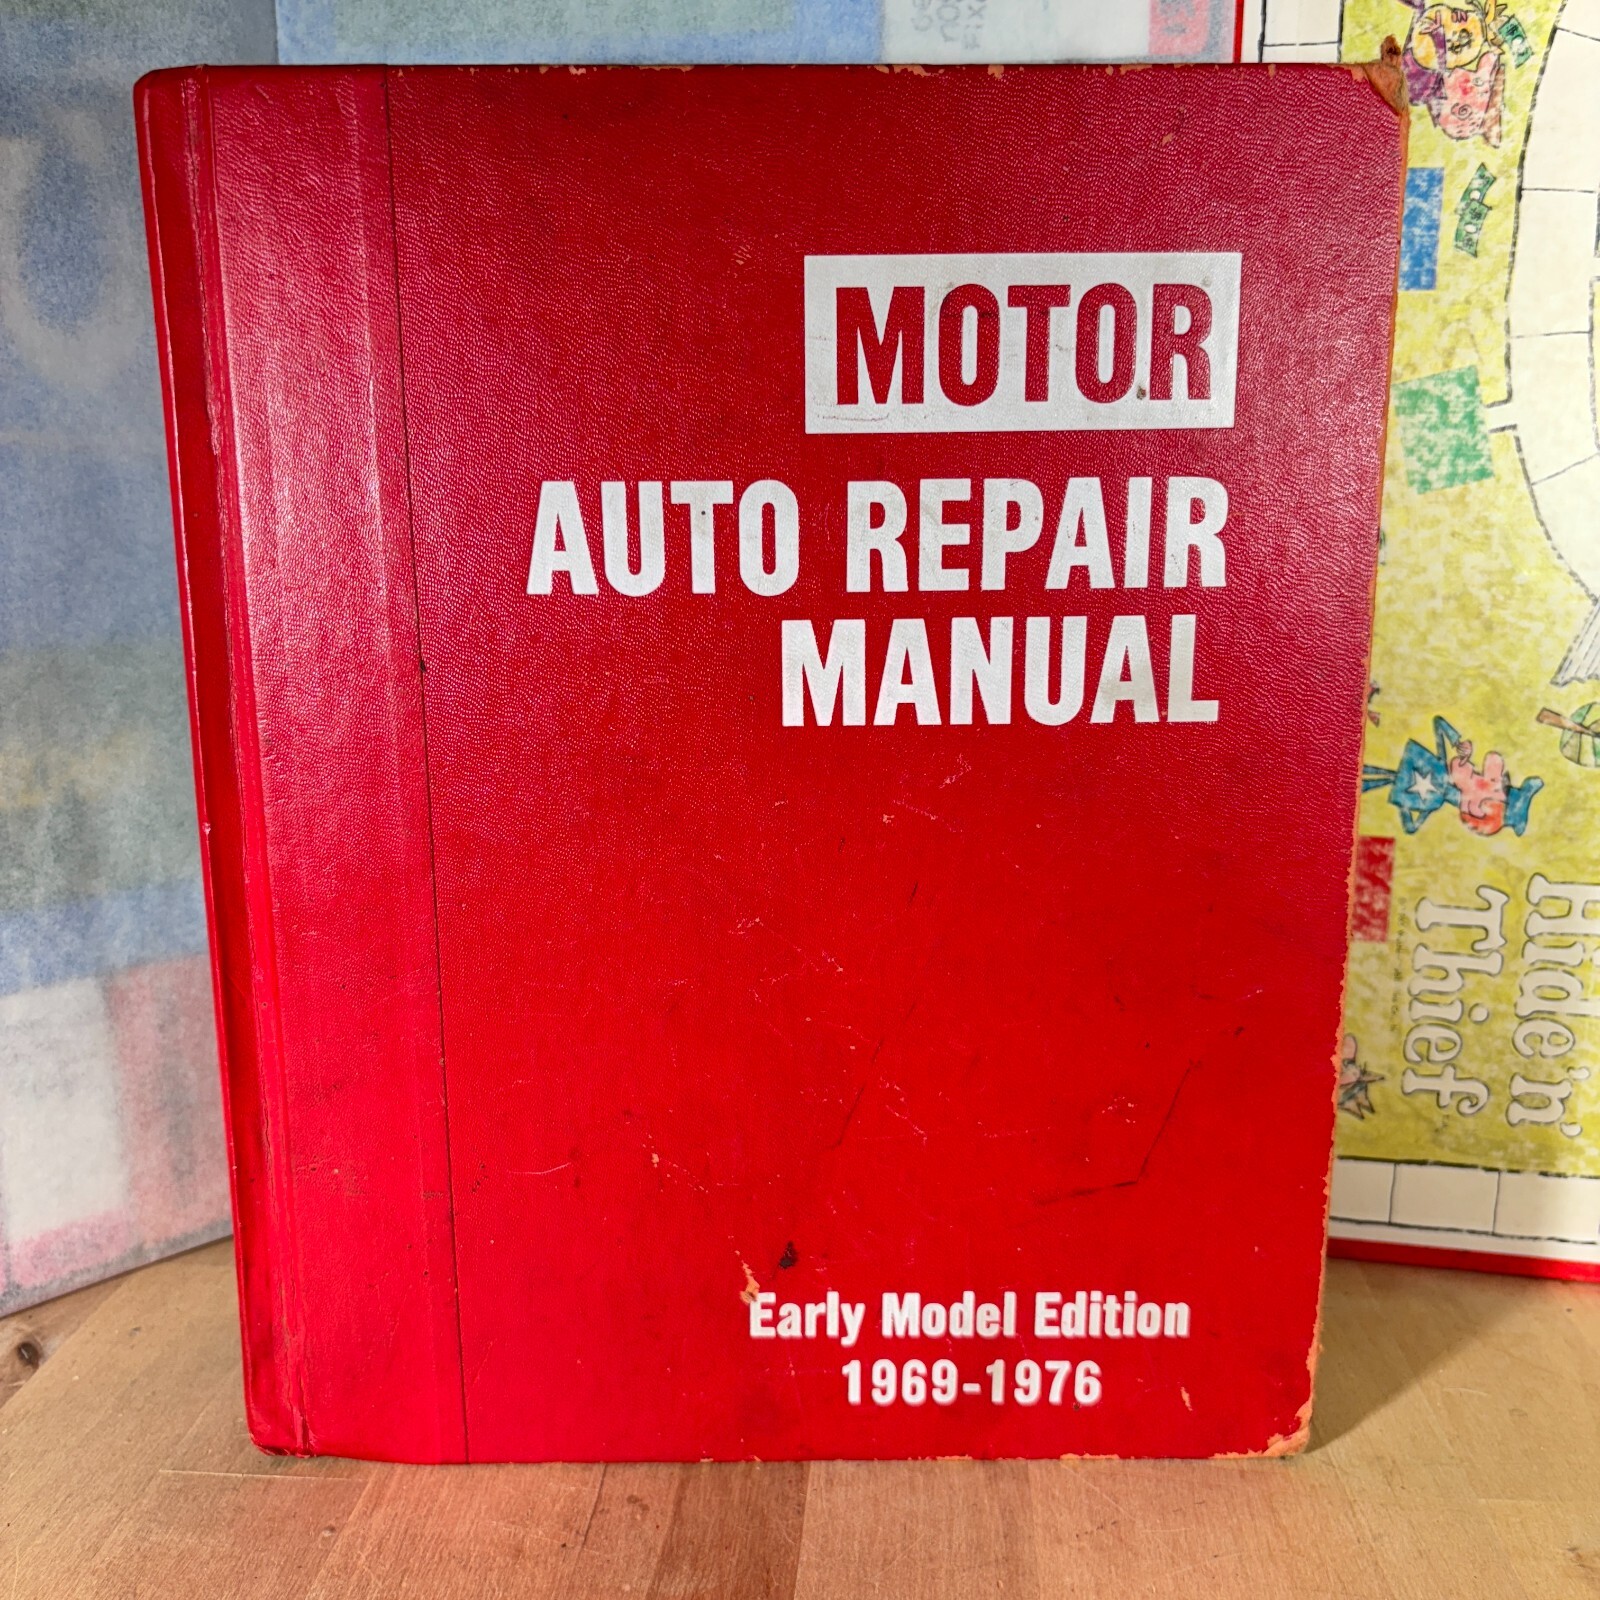 MOTOR
AUTO REPAIR
MANUAL
Early Model Edition
1969-1976
Hide 'n'
Thief